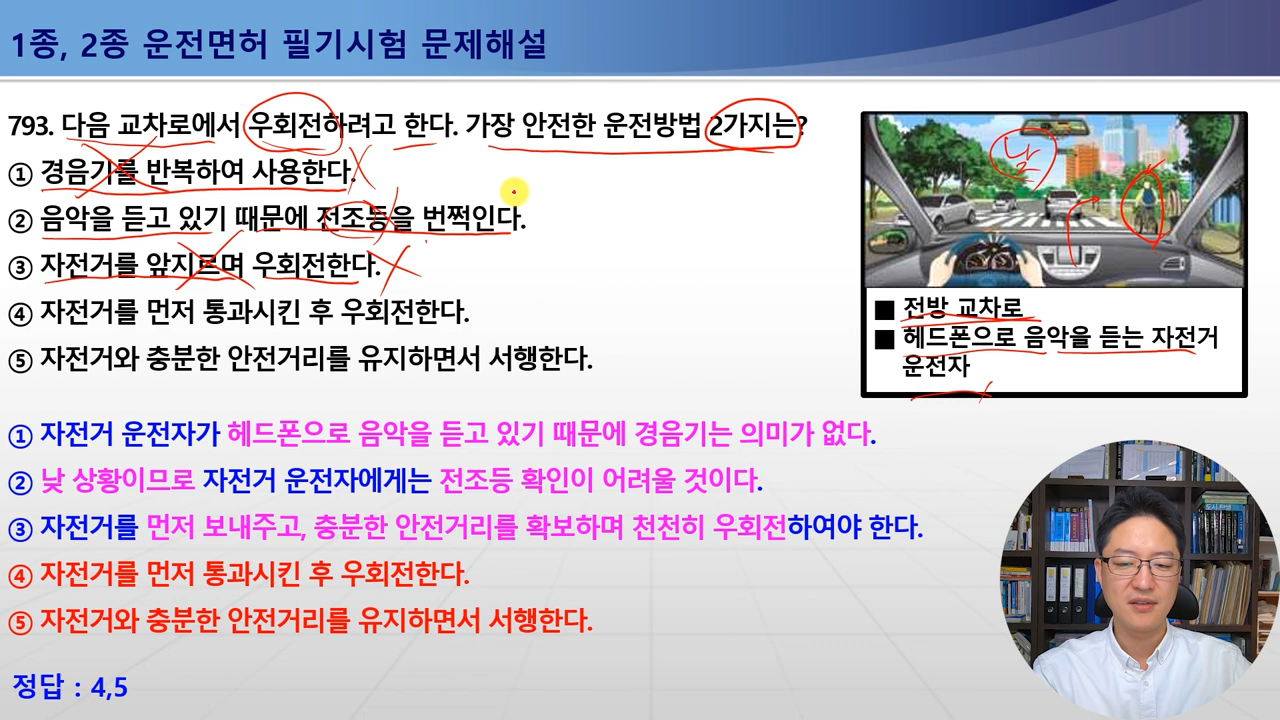 1종, 2종 운전면허 필기시험 문제해설
793. 다음 교차로에서 우회전하려고 한다. 가장 안전한 운전방법 2가지는?
① 경음기를 반복하여 사용한다.
② 음악을 듣고 있기 때문에 전조등을 번쩍인다.
③ 자전거를 앞지르며 우회전한다.
④ 자전거를 먼저 통과시킨 후 우회전한다.
⑤ 자전거와 충분한 안전거리를 유지하면서 서행한다.
낮
■ 전방 교차로
■ 헤드폰으로 음악을 듣는 자전거
운전자
① 자전거 운전자가 헤드폰으로 음악을 듣고 있기 때문에 경음기는 의미가 없다.
② 낮 상황이므로 자전거 운전자에게는 전조등 확인이 어려울 것이다.
③ 자전거를 먼저 보내주고, 충분한 안전거리를 확보하며 천천히 우회전하여야 한다.
④ 자전거를 먼저 통과시킨 후 우회전한다.
⑤ 자전거와 충분한 안전거리를 유지하면서 서행한다.
정답 : 4,5